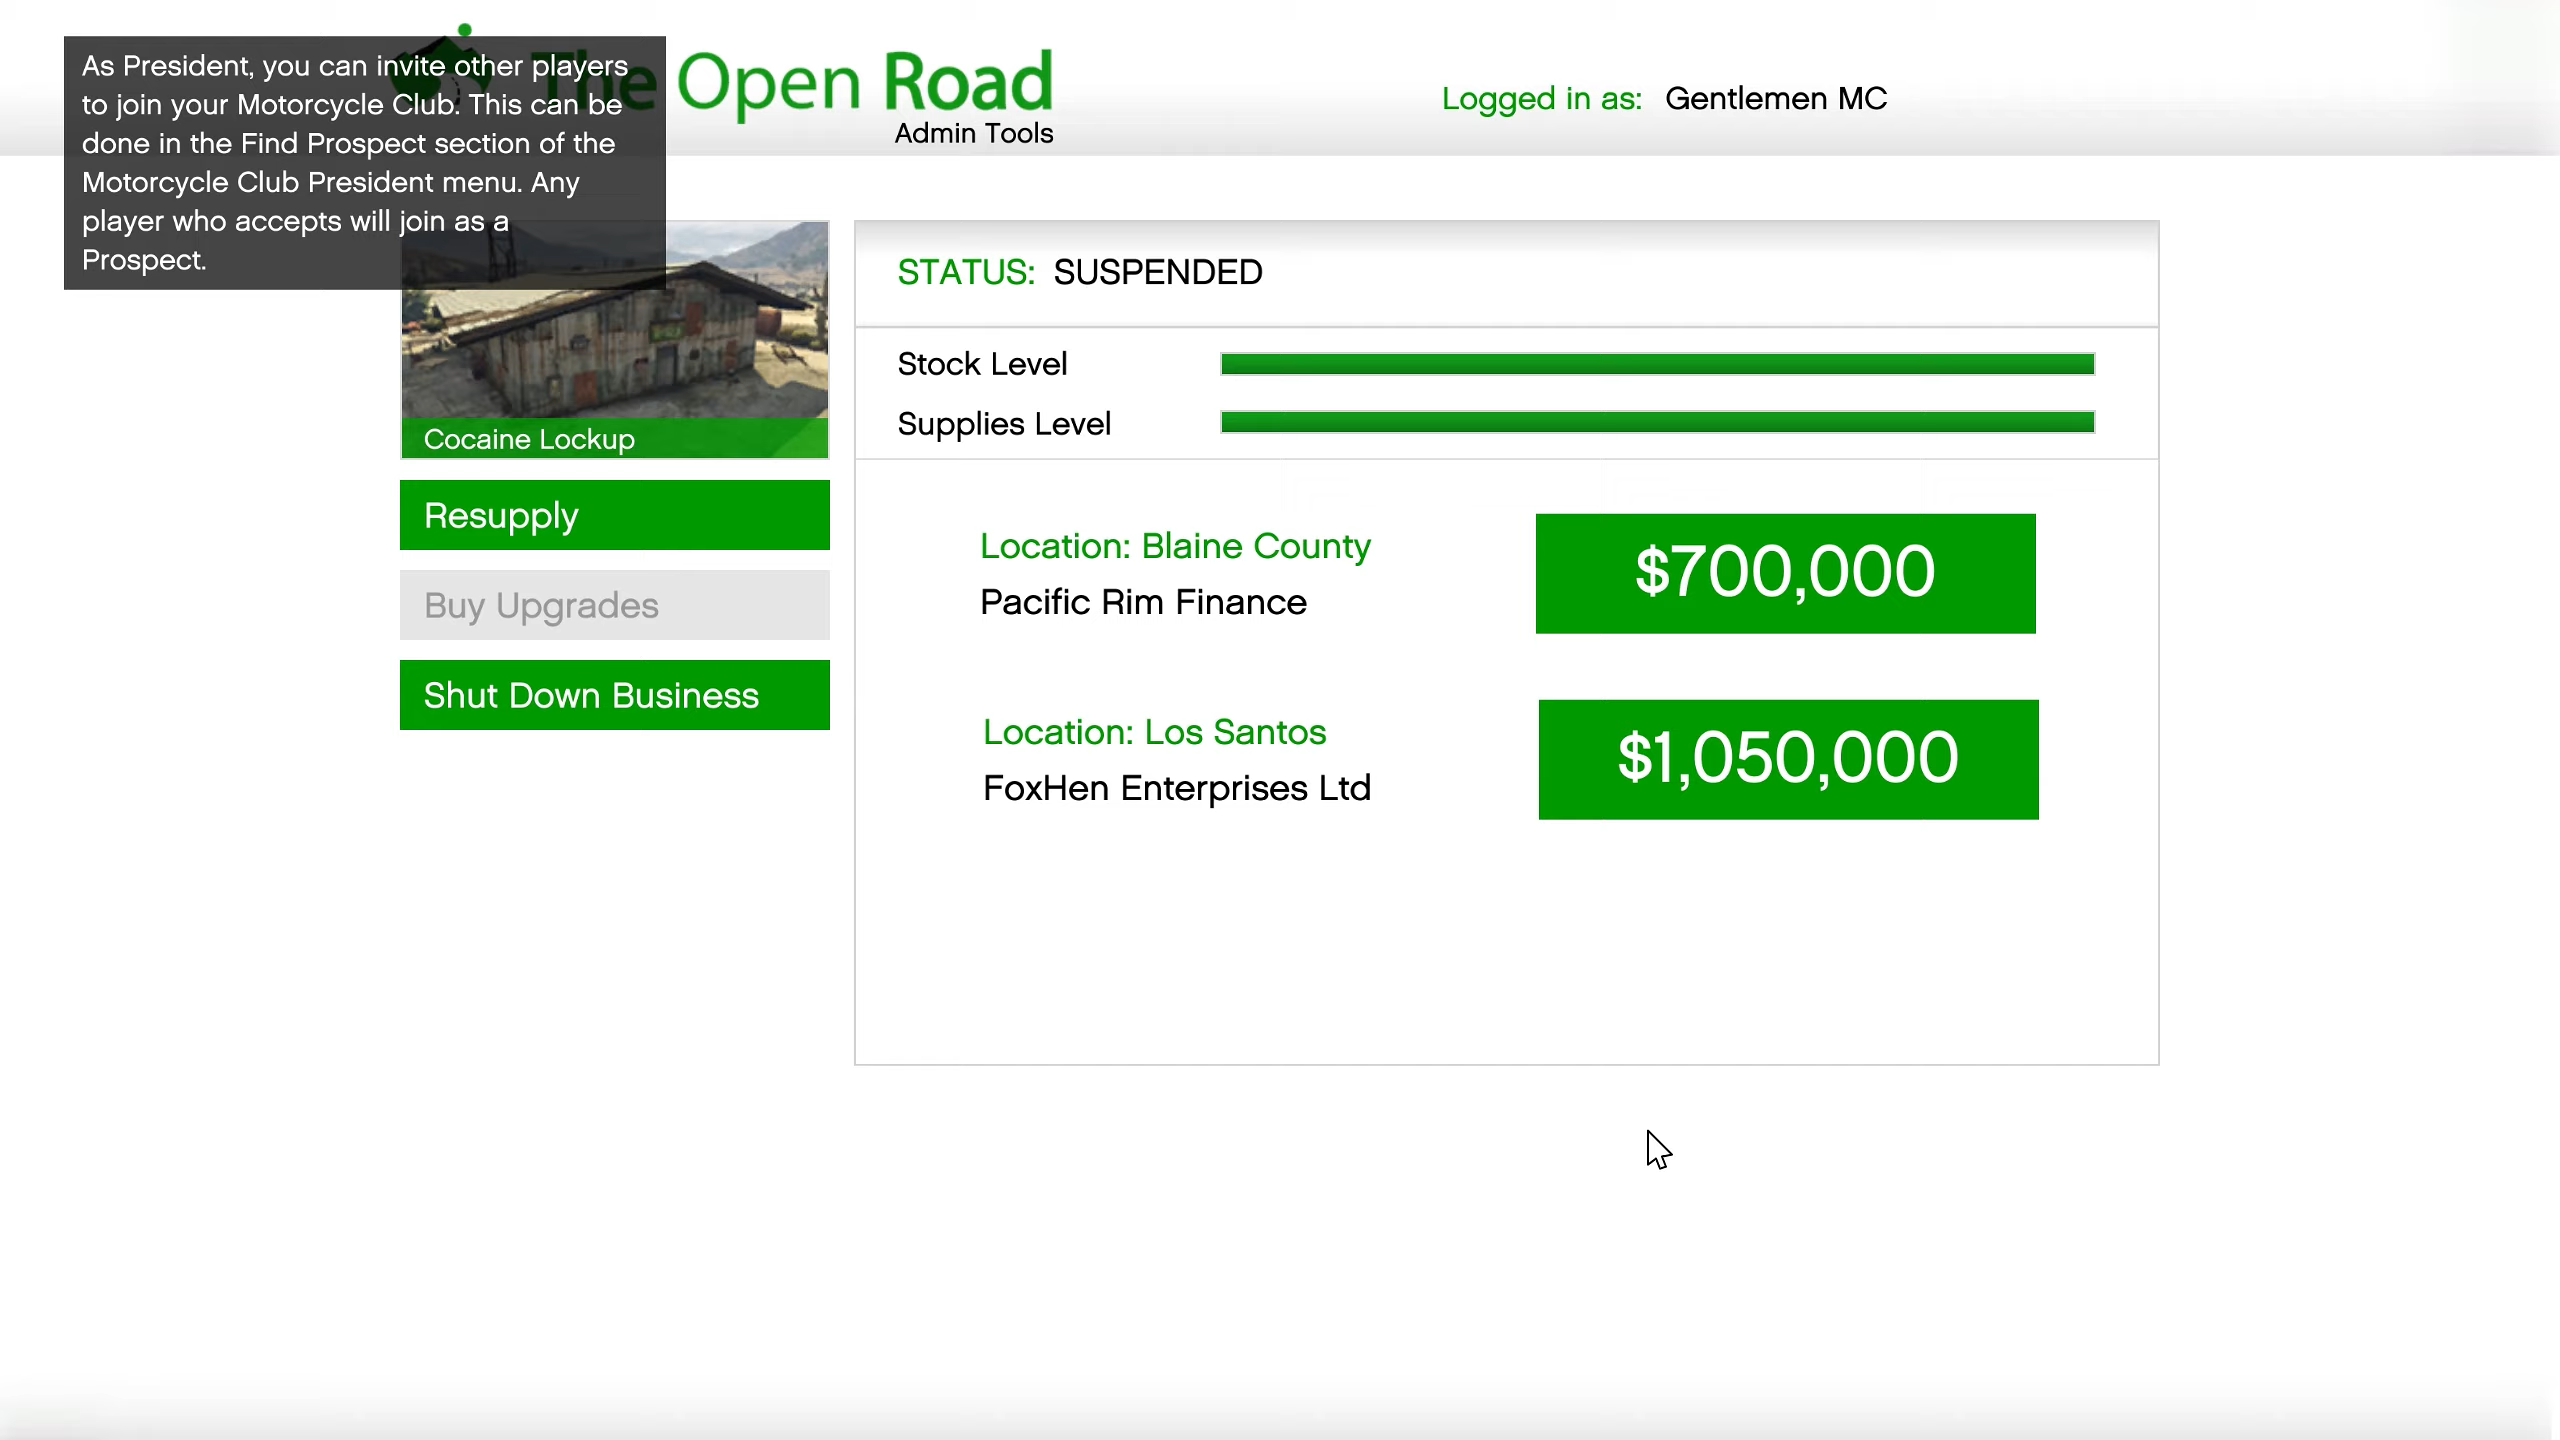 As President, you can invite other players
to join your Motorcycle Club. This can be
done in the Find Prospect section of the
Motorcycle Club President menu. Any
player who accepts will join as a
Prospect.
The Open Road
Admin Tools
Logged in as: Gentlemen MC
Cocaine Lockup
Resupply
Buy Upgrades
Shut Down Business
STATUS: SUSPENDED
Stock Level
Supplies Level
Location: Blaine County
Pacific Rim Finance
$700,000
Location: Los Santos
FoxHen Enterprises Ltd
$1,050,000